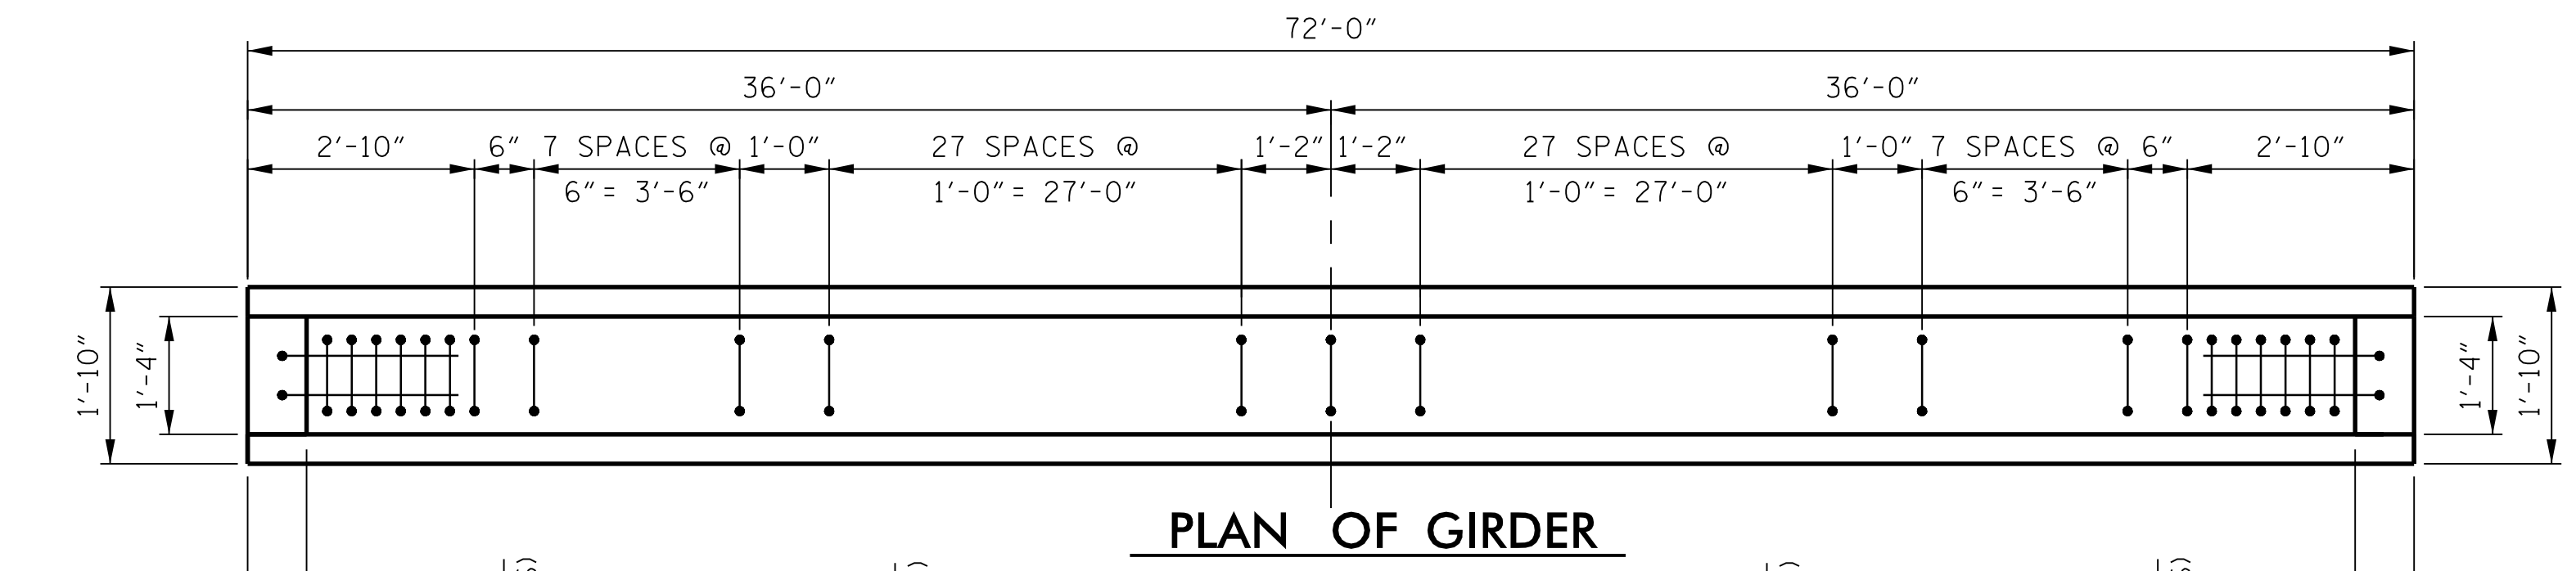 72'-0"
36'-0" 36'-0"
2'-10" 6" 7 SPACES @ 1'-0" 27 SPACES @ 1'-2" 1'-2" 27 SPACES @ 1'-0" 7 SPACES @ 6" 2'-10"
6"= 3'-6" 1'-0"= 27'-0" 1'-0"= 27'-0" 6"= 3'-6"
1'-10" 1'-4" 1'-4" 1'-10"
PLAN OF GIRDER